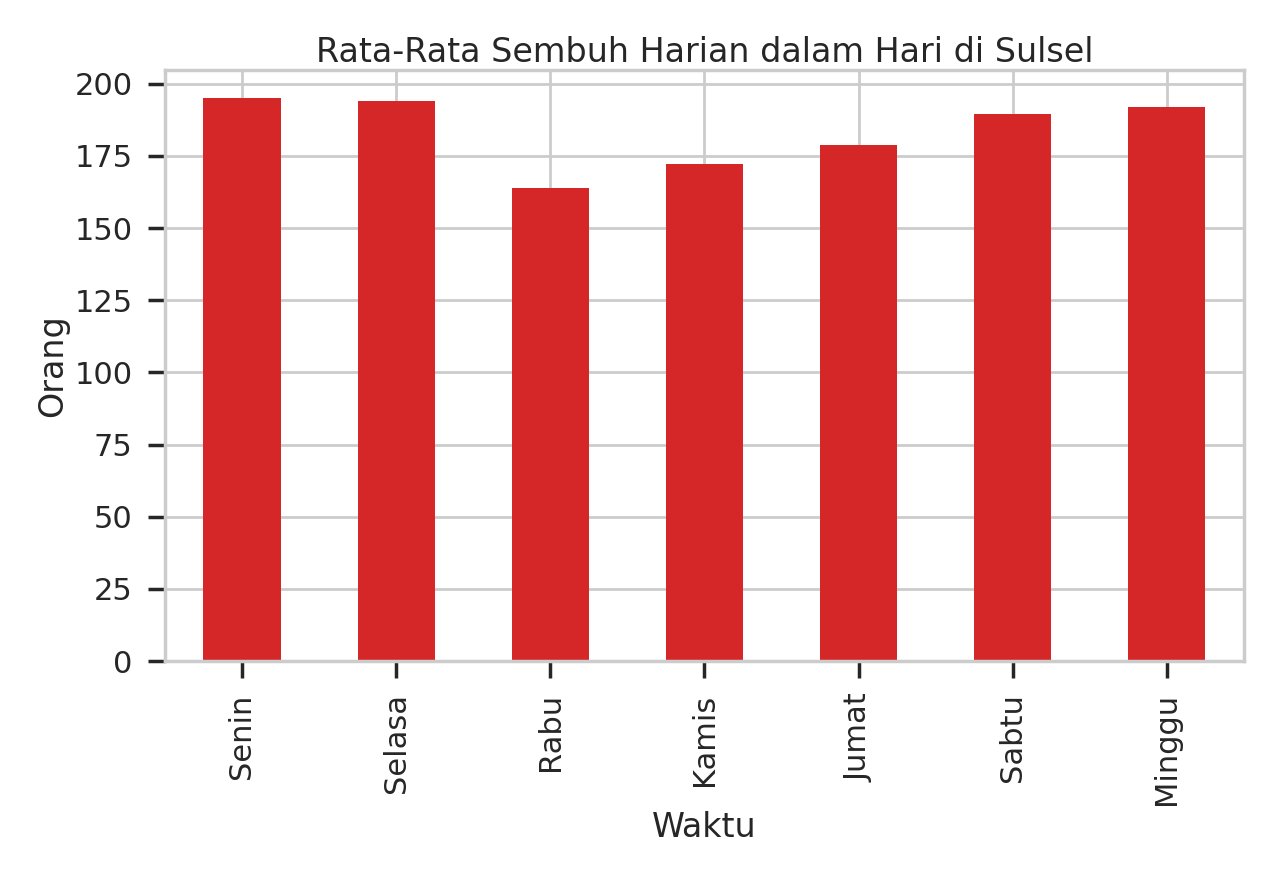 Rata-Rata Sembuh Harian dalam Hari di Sulsel
200
175
150
125
100
75
50
25
0
Orang
Senin
Selasa
Rabu
Kamis
Jumat
Sabtu
Minggu
Waktu